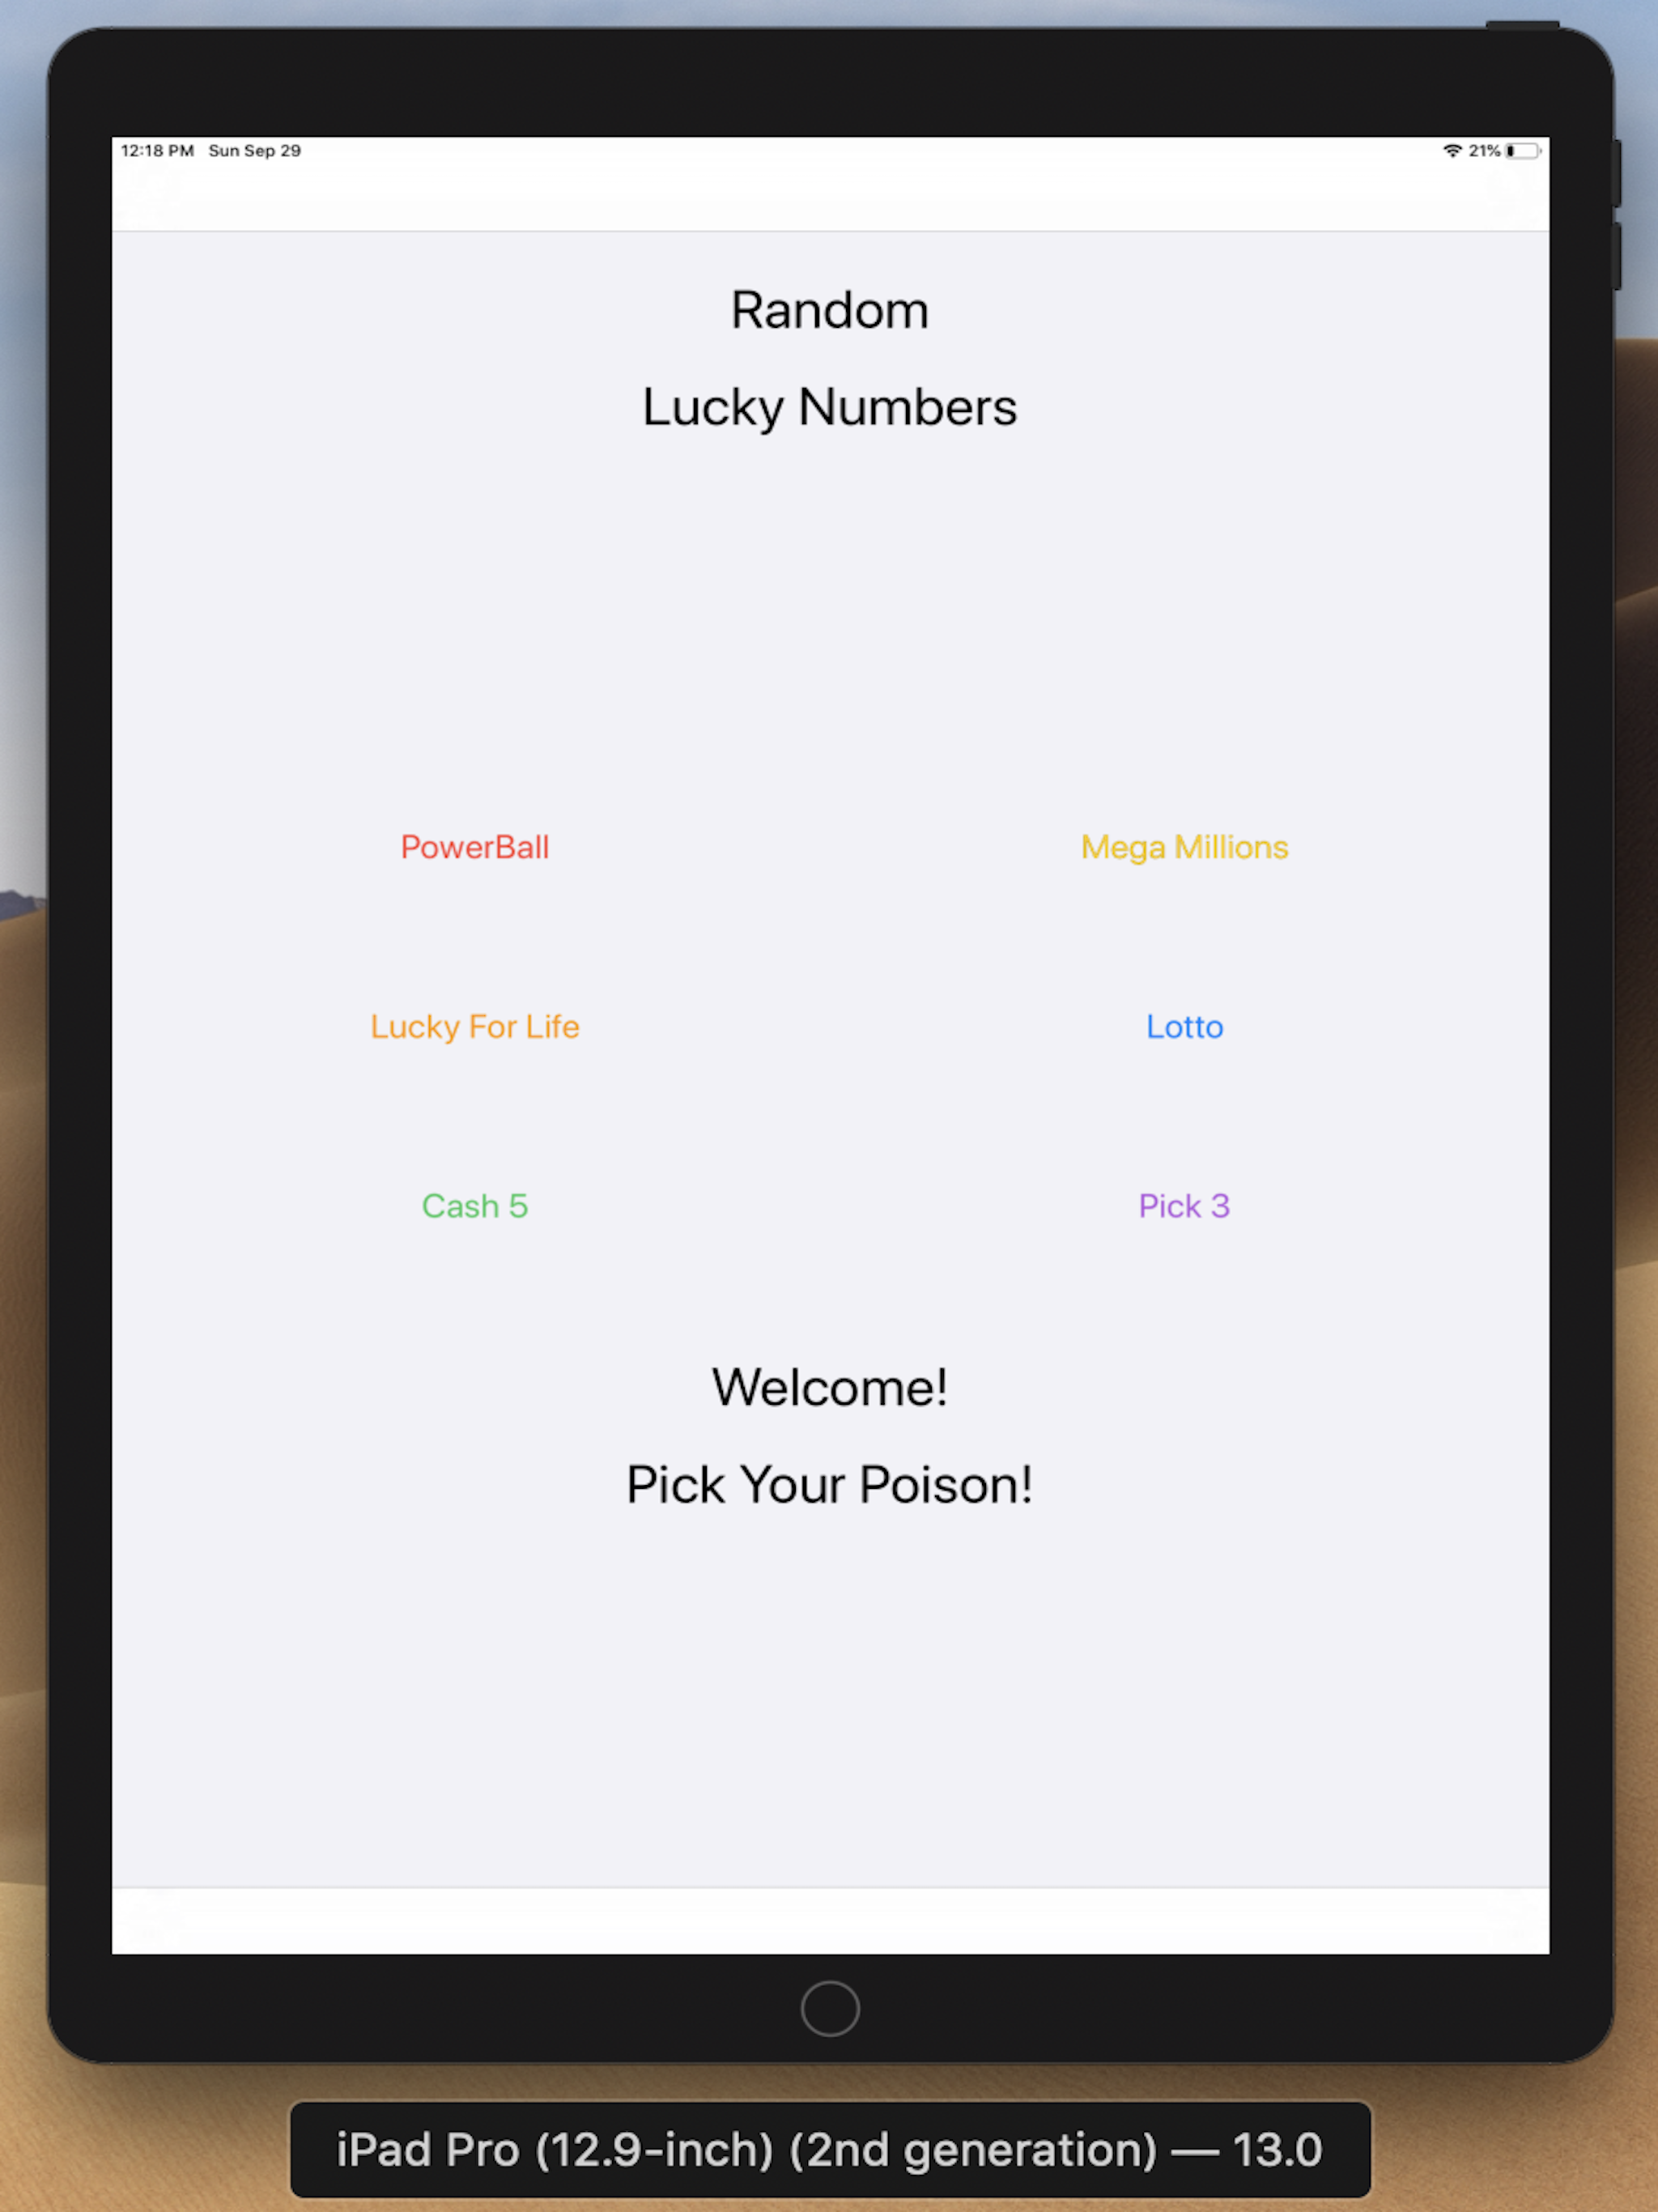 12:18 PM Sun Sep 29 21%
Random
Lucky Numbers
PowerBall Mega Millions
Lucky For Life Lotto
Cash 5 Pick 3
Welcome!
Pick Your Poison!
iPad Pro (12.9-inch) (2nd generation) — 13.0